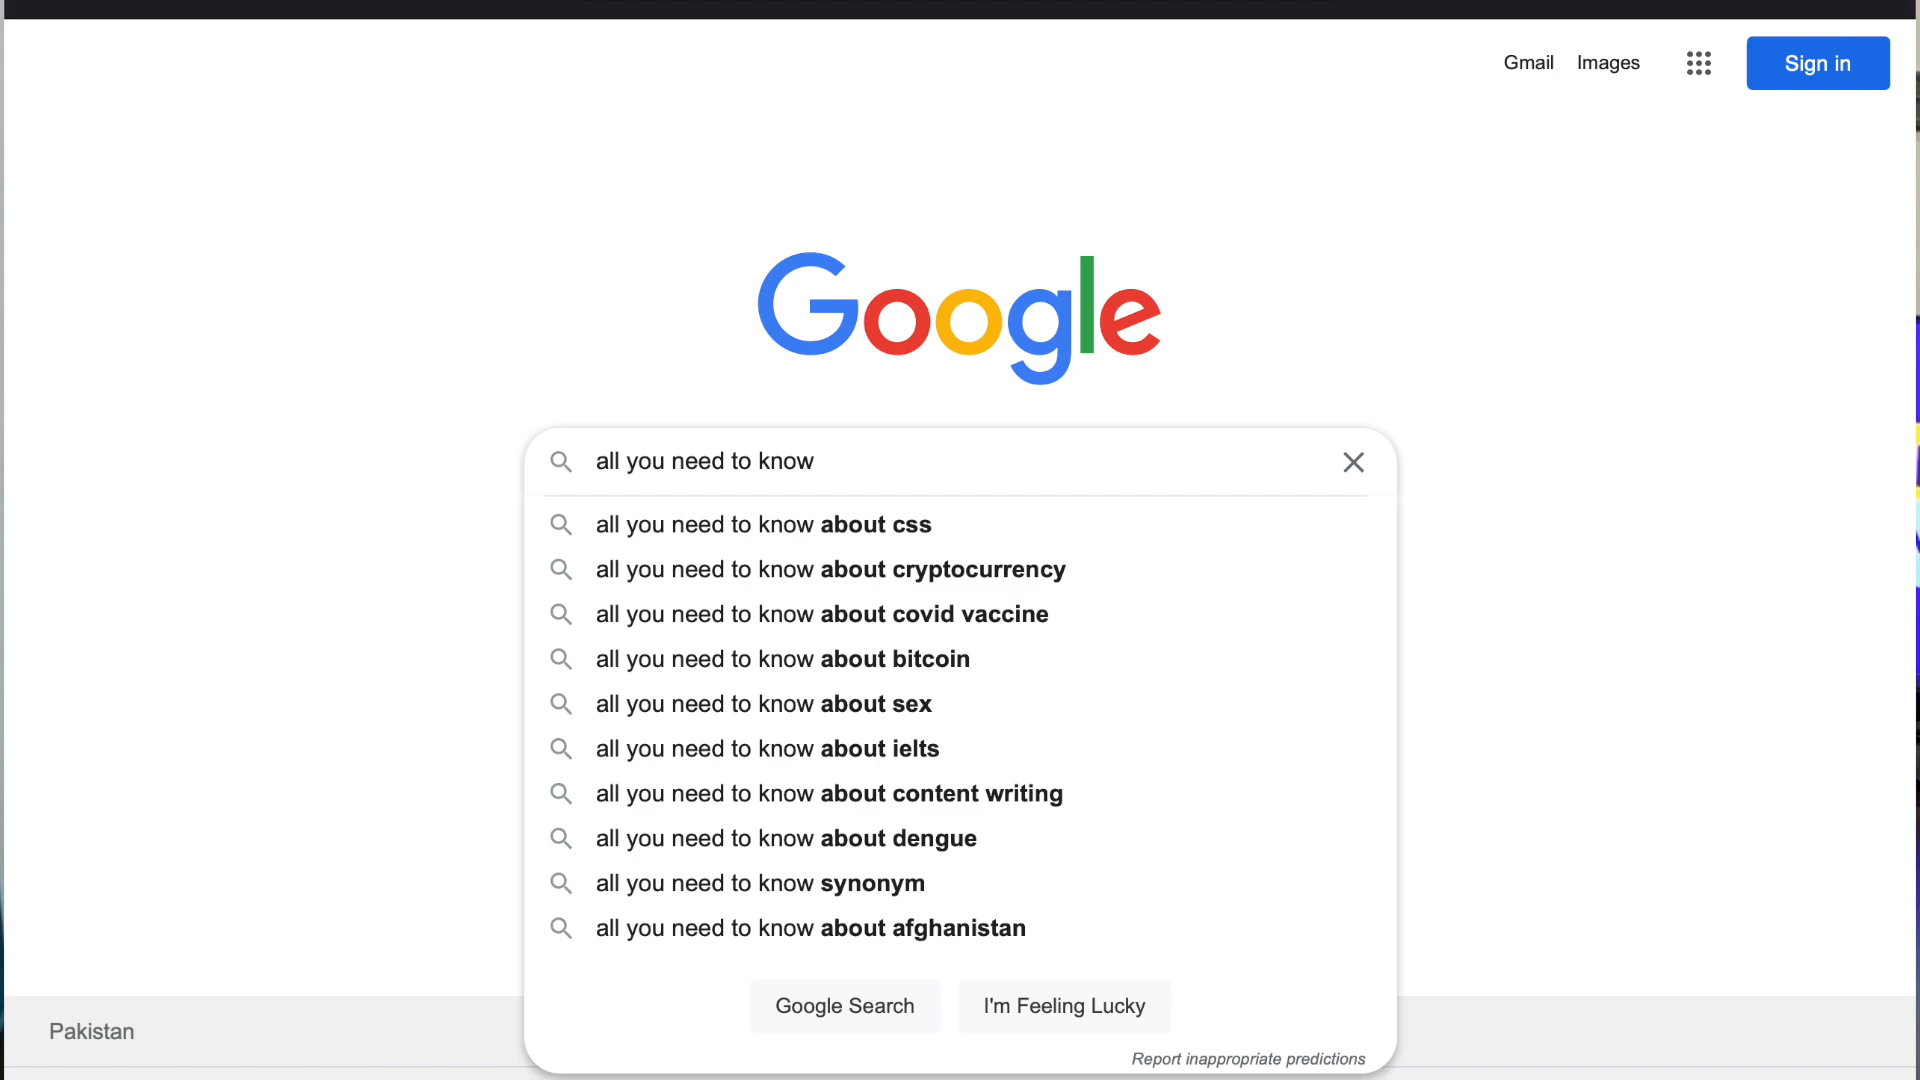 Gmail Images Sign in
Google
all you need to know
all you need to know about css
all you need to know about cryptocurrency
all you need to know about covid vaccine
all you need to know about bitcoin
all you need to know about sex
all you need to know about ielts
all you need to know about content writing
all you need to know about dengue
all you need to know synonym
all you need to know about afghanistan
Google Search I'm Feeling Lucky
Pakistan
Report inappropriate predictions